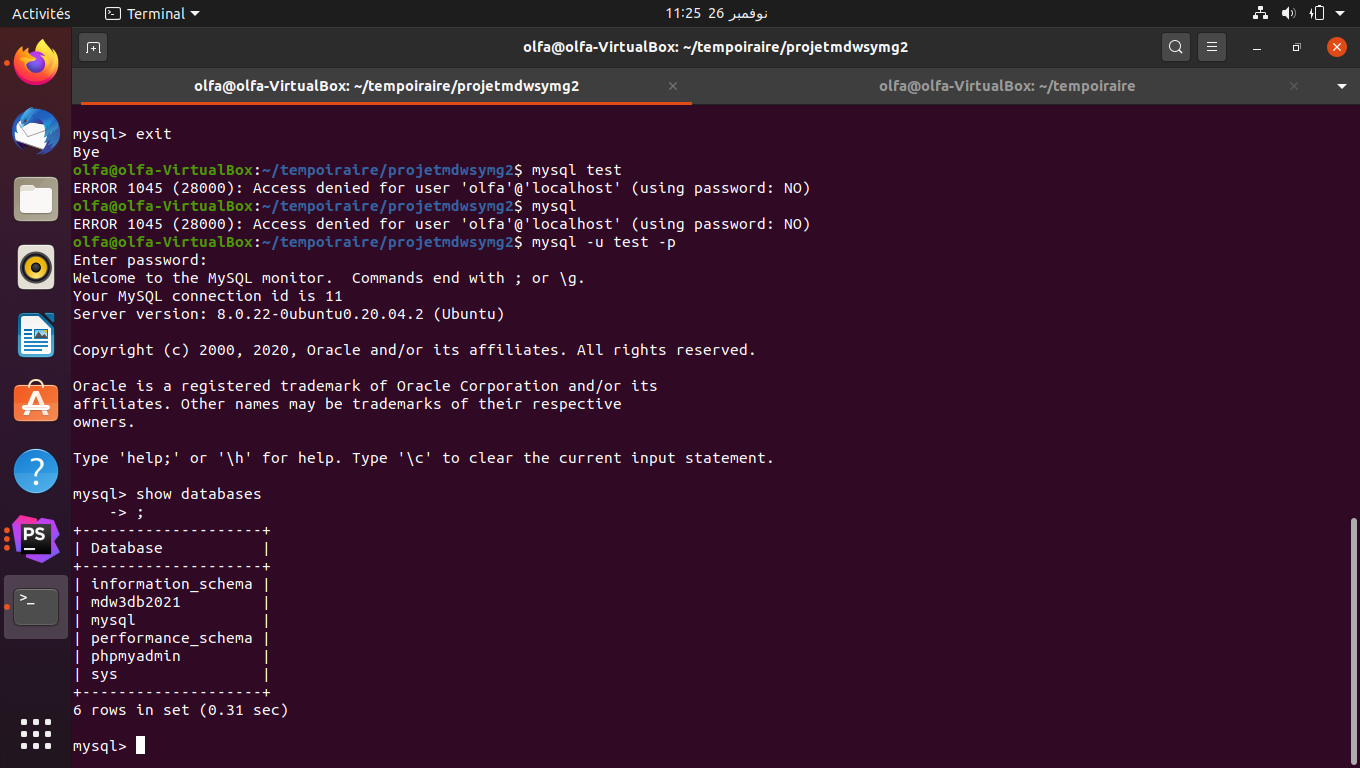 Activités
Terminal
11:25 26 نوفمبر
olfa@olfa-VirtualBox: ~/tempoiraire/projetmdwsymg2
olfa@olfa-VirtualBox: ~/tempoiraire/projetmdwsymg2
olfa@olfa-VirtualBox: ~/tempoiraire
mysql> exit
Bye
olfa@olfa-VirtualBox:~/tempoiraire/projetmdwsymg2$ mysql test
ERROR 1045 (28000): Access denied for user 'olfa'@'localhost' (using password: NO)
olfa@olfa-VirtualBox:~/tempoiraire/projetmdwsymg2$ mysql
ERROR 1045 (28000): Access denied for user 'olfa'@'localhost' (using password: NO)
olfa@olfa-VirtualBox:~/tempoiraire/projetmdwsymg2$ mysql -u test -p
Enter password:
Welcome to the MySQL monitor.  Commands end with ; or \g.
Your MySQL connection id is 11
Server version: 8.0.22-0ubuntu0.20.04.2 (Ubuntu)
Copyright (c) 2000, 2020, Oracle and/or its affiliates. All rights reserved.
Oracle is a registered trademark of Oracle Corporation and/or its
affiliates. Other names may be trademarks of their respective
owners.
Type 'help;' or '\h' for help. Type '\c' to clear the current input statement.
mysql> show databases
    -> ;
+--------------------+
| Database           |
+--------------------+
| information_schema |
| mdw3db2021         |
| mysql              |
| performance_schema |
| phpmyadmin         |
| sys                |
+--------------------+
6 rows in set (0.31 sec)
mysql>
PS
>_